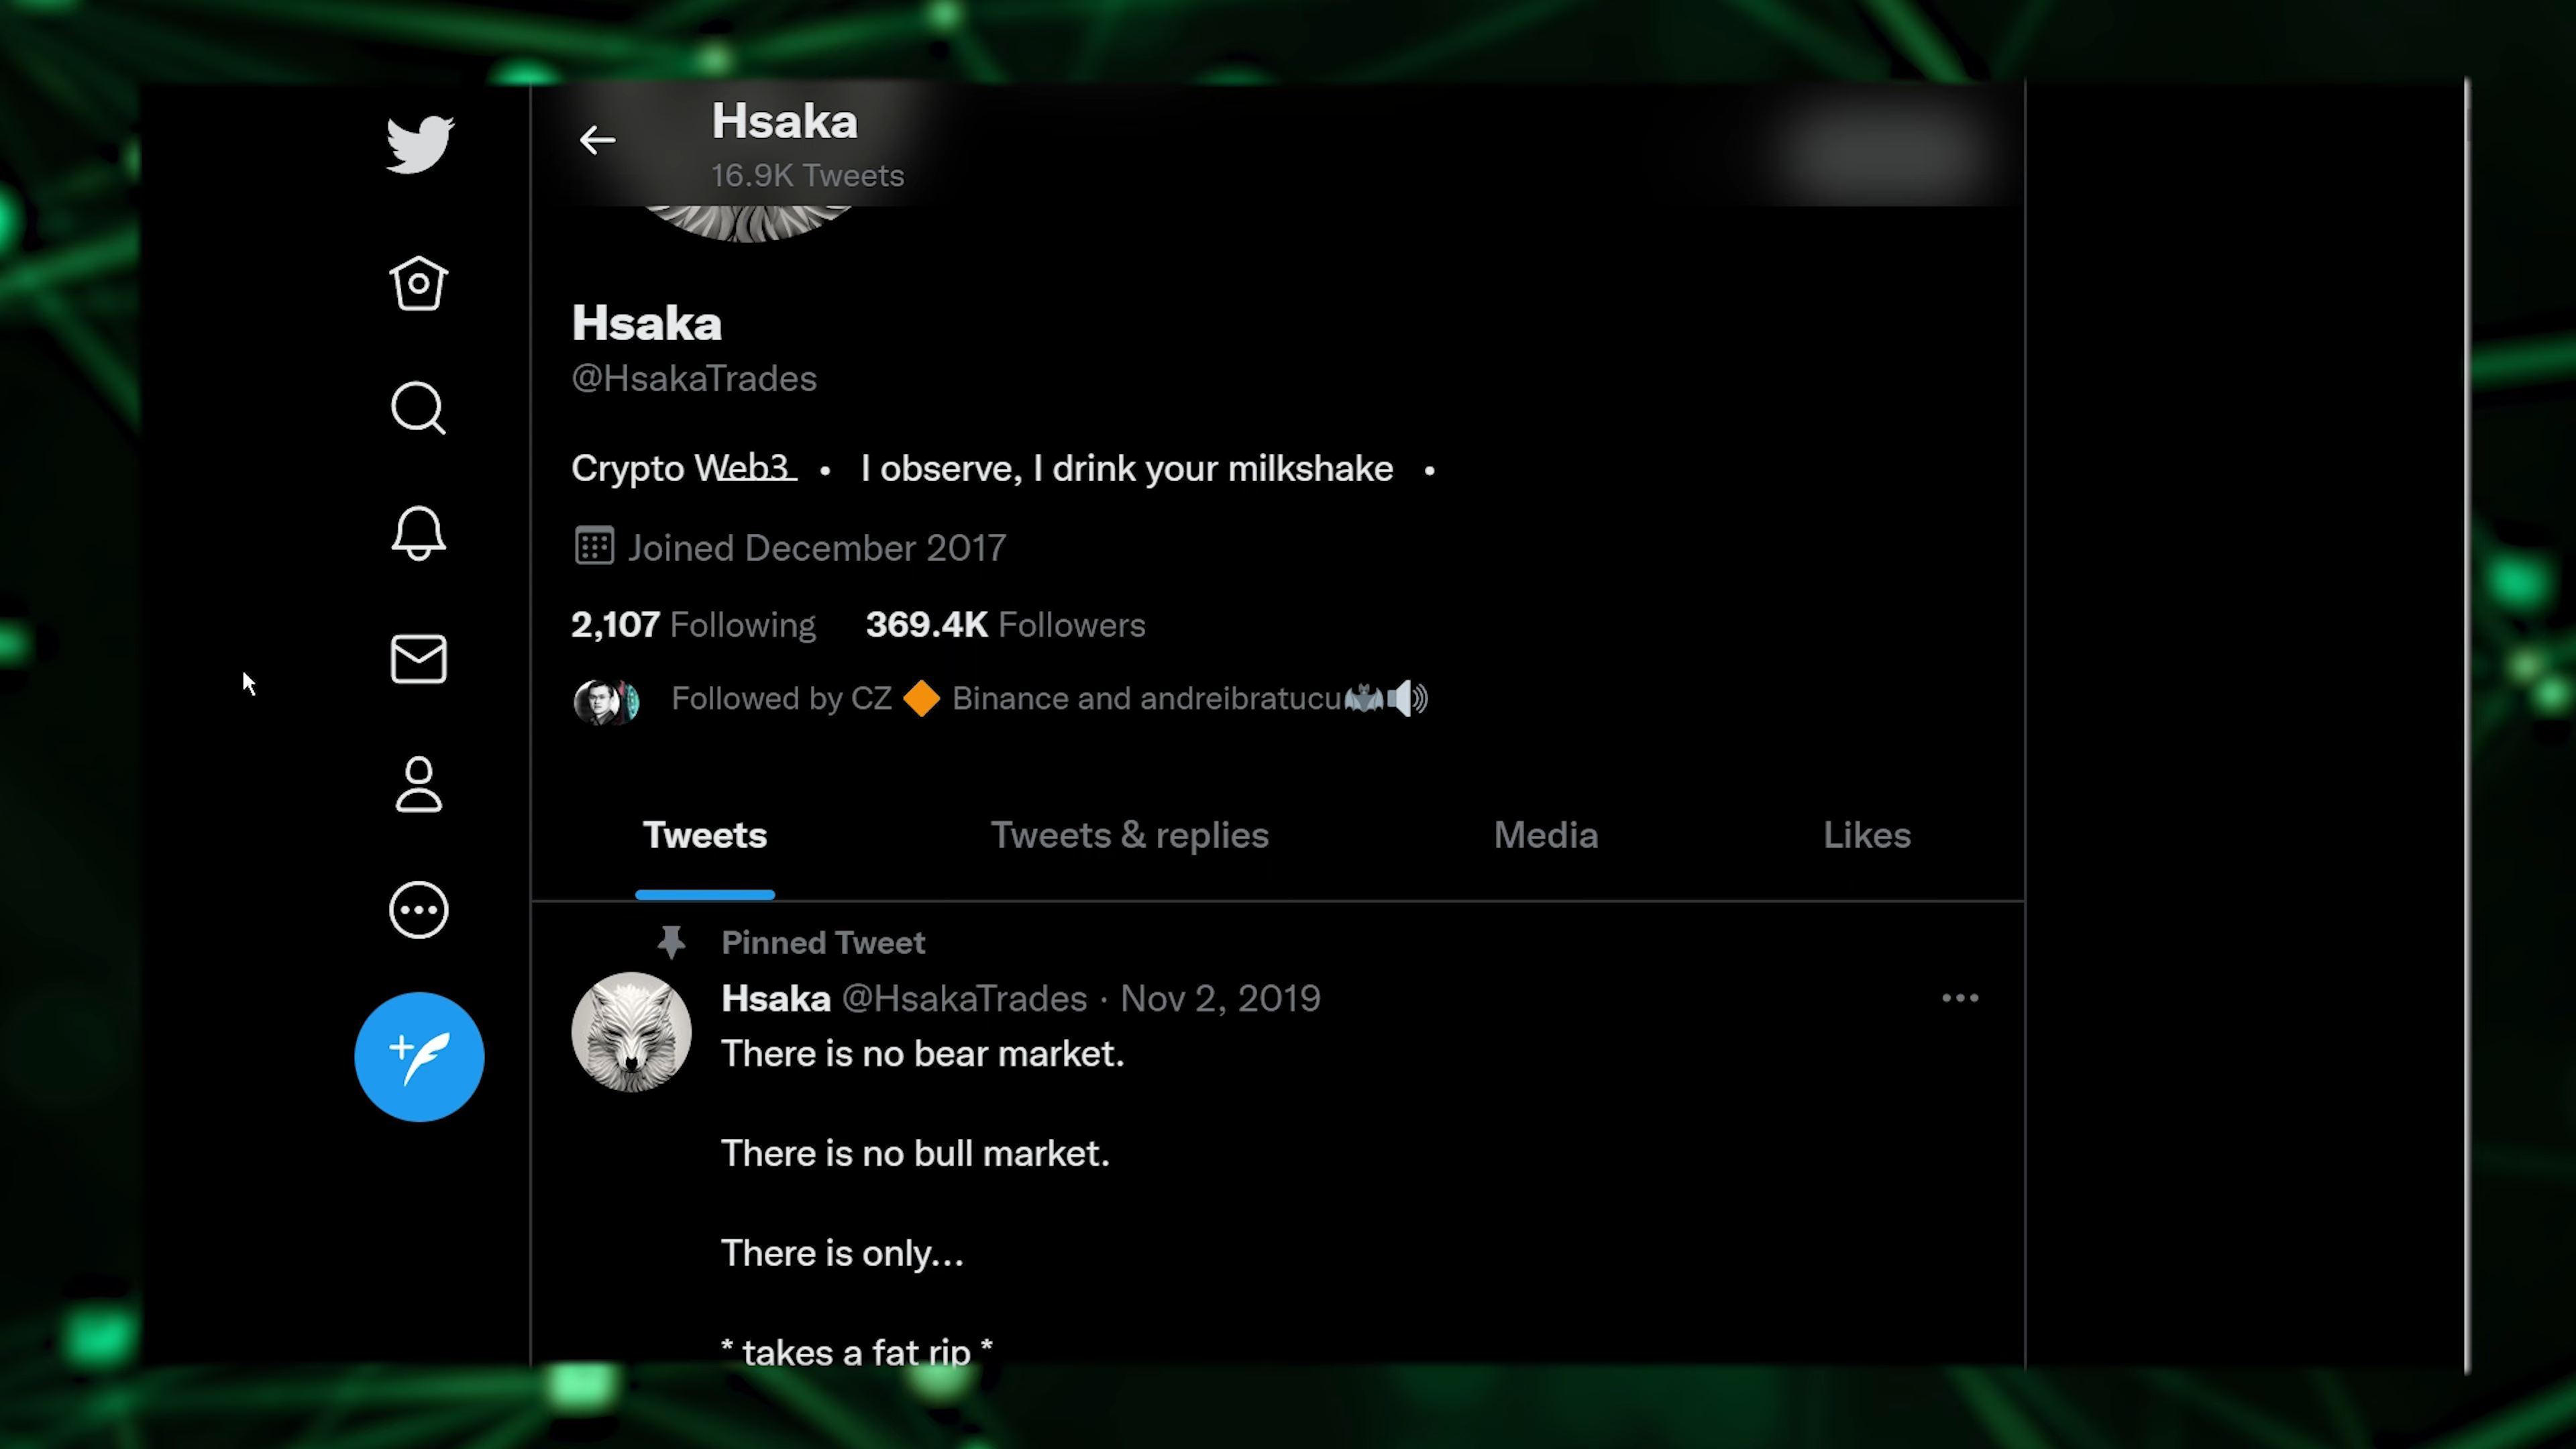 Hsaka
16.9K Tweets
Hsaka
@HsakaTrades
Crypto Web3 • I observe, I drink your milkshake •
Joined December 2017
2,107 Following 369.4K Followers
Followed by CZ 🔶 Binance and andreibratucu🦇🔊
Tweets Tweets & replies Media Likes
Pinned Tweet
Hsaka @HsakaTrades · Nov 2, 2019
There is no bear market.
There is no bull market.
There is only...
* takes a fat rip *